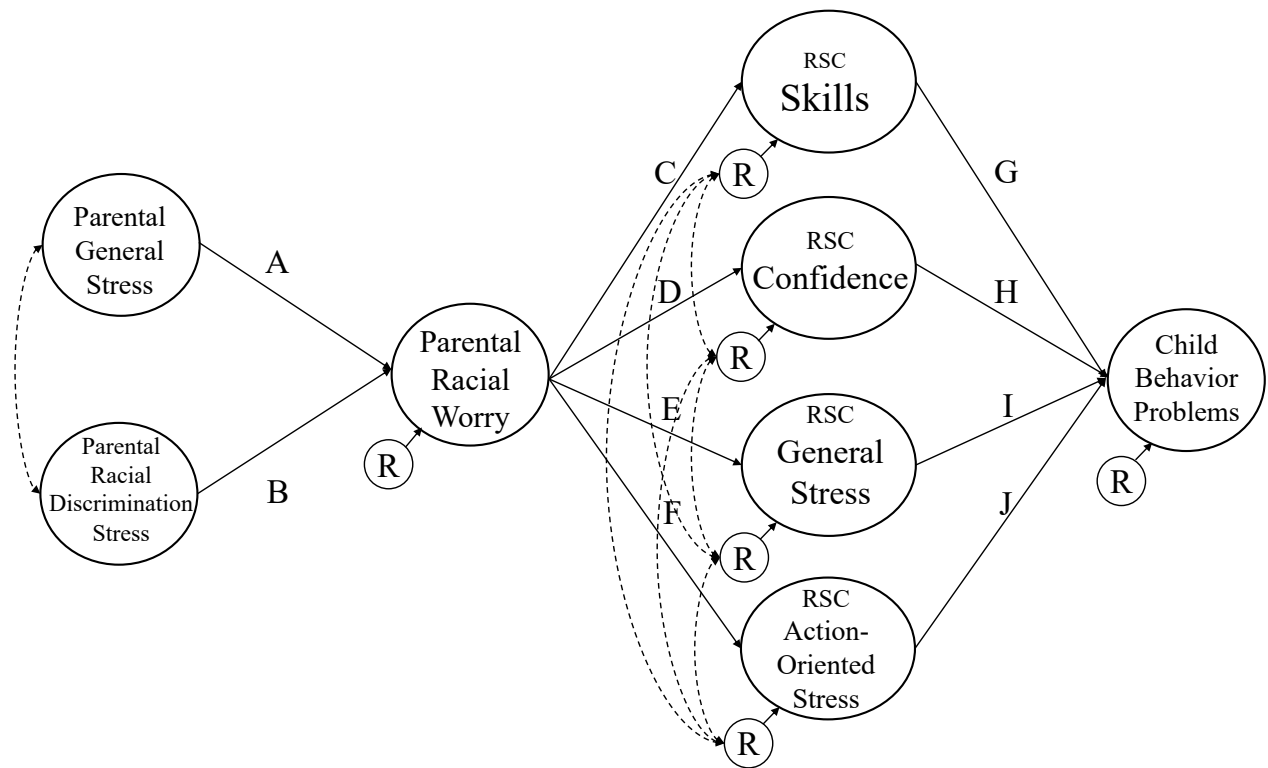 Parental
General
Stress
A
Parental
Racial
Discrimination
Stress
B
Parental
Racial
Worry
R
C
D
E
F
RSC
Skills
R
RSC
Confidence
R
RSC
General
Stress
R
RSC
Action-
Oriented
Stress
R
G
H
I
J
Child
Behavior
Problems
R